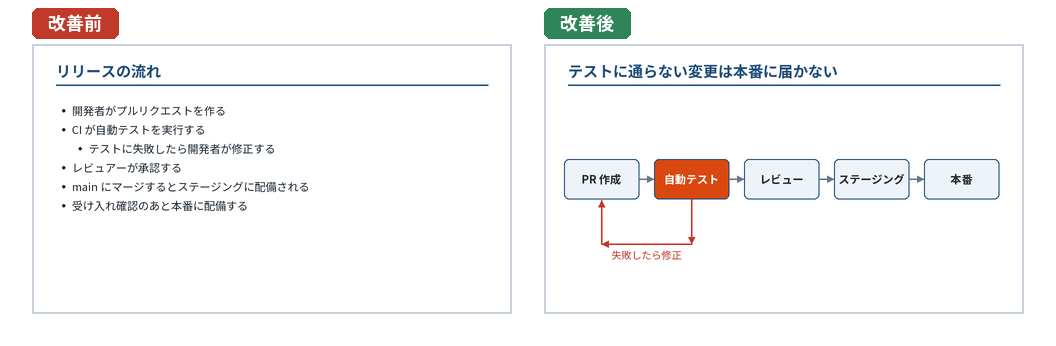 改善前
リリースの流れ
• 開発者がプルリクエストを作る
• CI が自動テストを実行する
• テストに失敗したら開発者が修正する
• レビュアーが承認する
• main にマージするとステージングに配備される
• 受け入れ確認のあと本番に配備する
改善後
テストに通らない変更は本番に届かない
PR 作成
自動テスト
レビュー
ステージング
本番
失敗したら修正